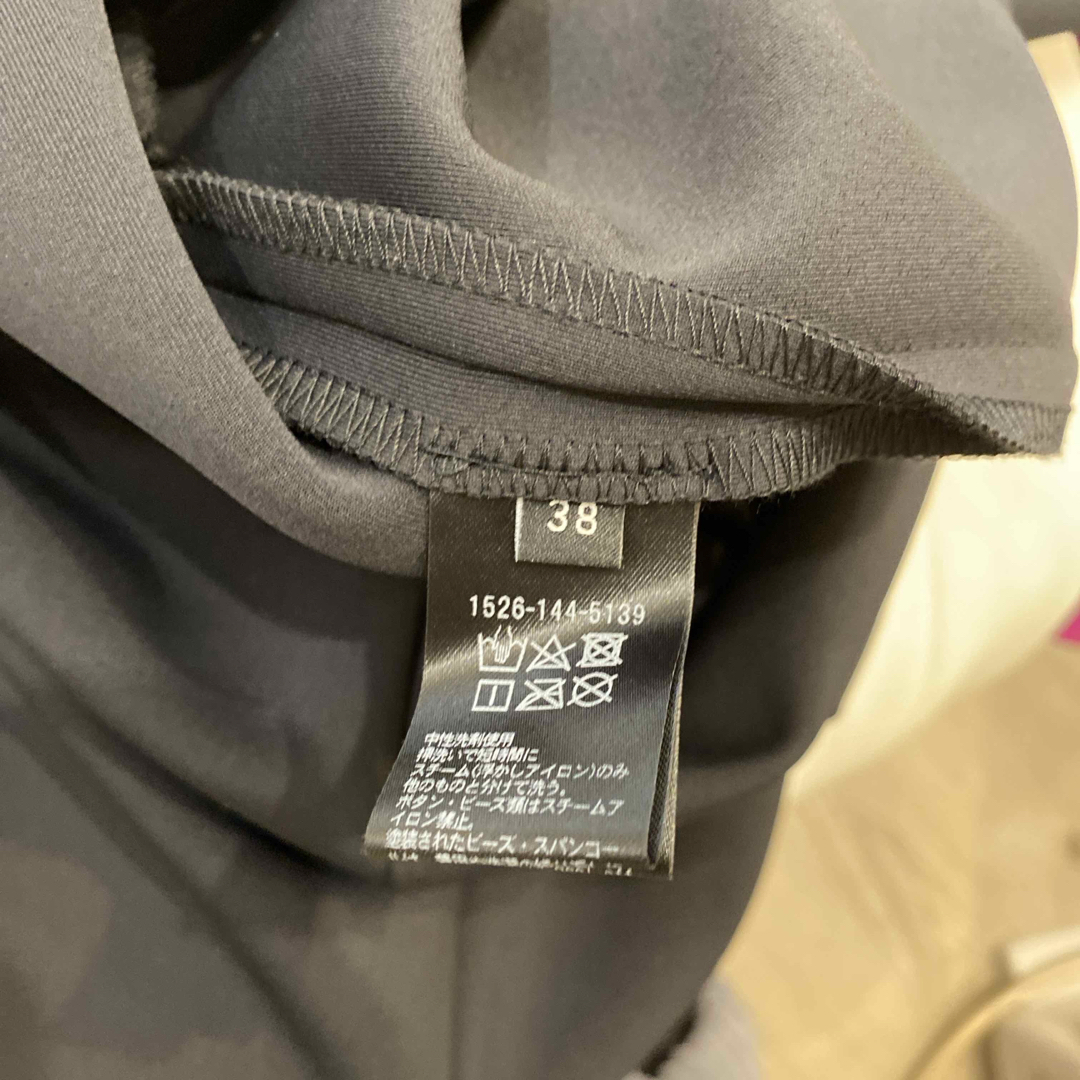 38
1526-144-5139
中性洗剤使用
押洗いで短時間に
スチーム(浮かしアイロン)のみ
他のものと分けて洗う。
ボタン・ビーズ類はスチームア
イロン禁止。
塗装されたビーズ・スパンコー